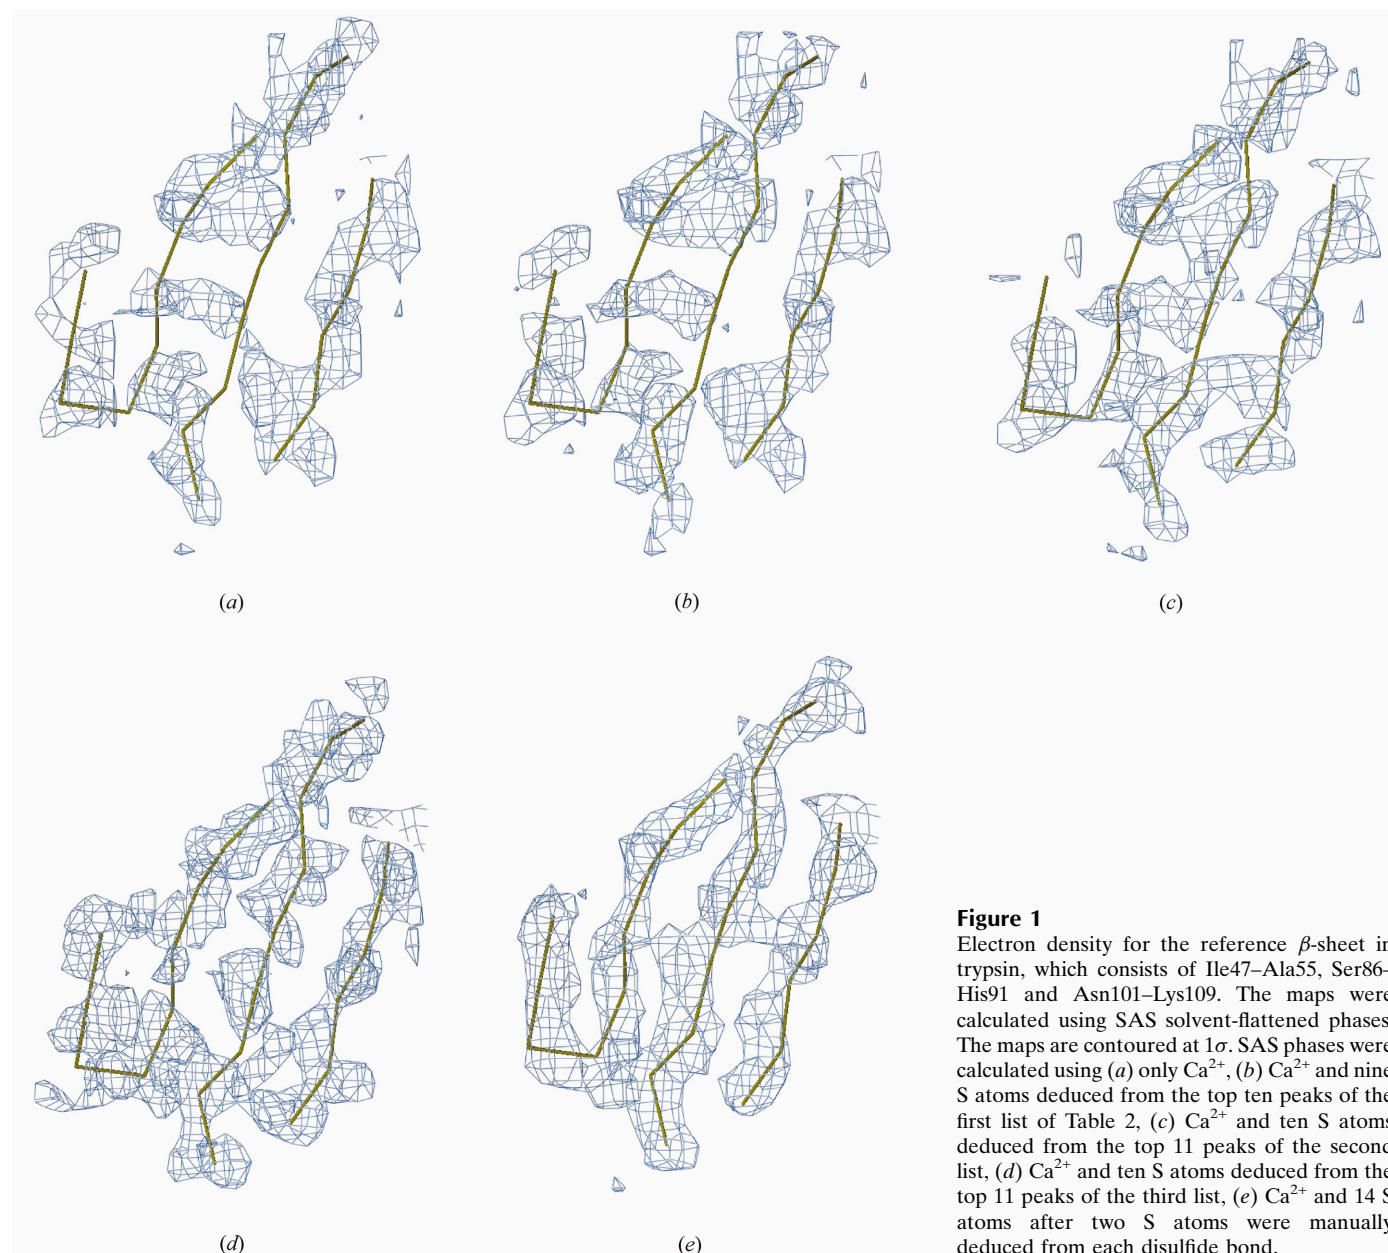 (a)
(b)
(c)
(d)
(e)
Figure 1
Electron density for the reference β-sheet in
trypsin, which consists of Ile47–Ala55, Ser86–
His91 and Asn101–Lys109. The maps were
calculated using SAS solvent-flattened phases.
The maps are contoured at 1σ. SAS phases were
calculated using (a) only Ca²⁺, (b) Ca²⁺ and nine
S atoms deduced from the top ten peaks of the
first list of Table 2, (c) Ca²⁺ and ten S atoms
deduced from the top 11 peaks of the second
list, (d) Ca²⁺ and ten S atoms deduced from the
top 11 peaks of the third list, (e) Ca²⁺ and 14 S
atoms after two S atoms were manually
deduced from each disulfide bond.